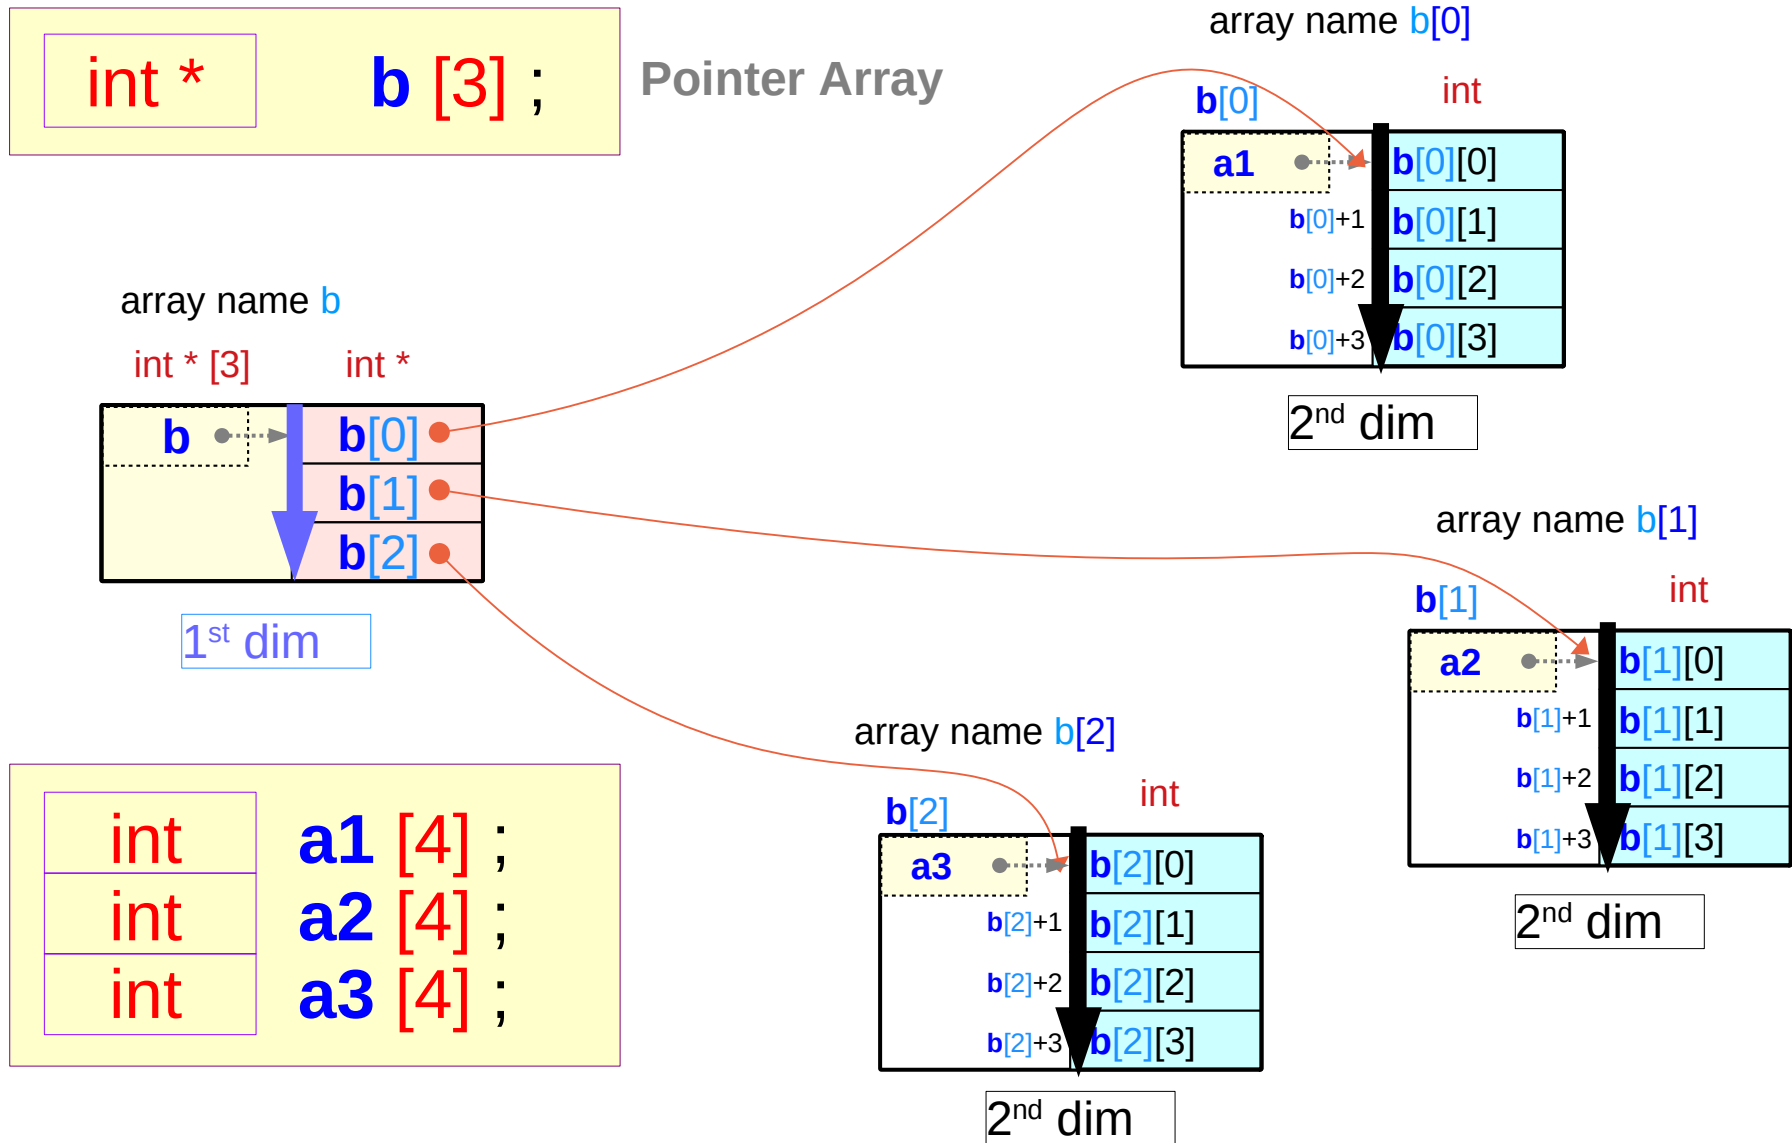 int * b [3] ;
Pointer Array
array name b
int * [3] int *
b b[0]
b[1]
b[2]
1st dim
int a1 [4] ;
int a2 [4] ;
int a3 [4] ;
array name b[0]
b[0] int
a1 b[0][0]
b[0]+1 b[0][1]
b[0]+2 b[0][2]
b[0]+3 b[0][3]
2nd dim
array name b[1]
b[1] int
a2 b[1][0]
b[1]+1 b[1][1]
b[1]+2 b[1][2]
b[1]+3 b[1][3]
2nd dim
array name b[2]
b[2] int
a3 b[2][0]
b[2]+1 b[2][1]
b[2]+2 b[2][2]
b[2]+3 b[2][3]
2nd dim